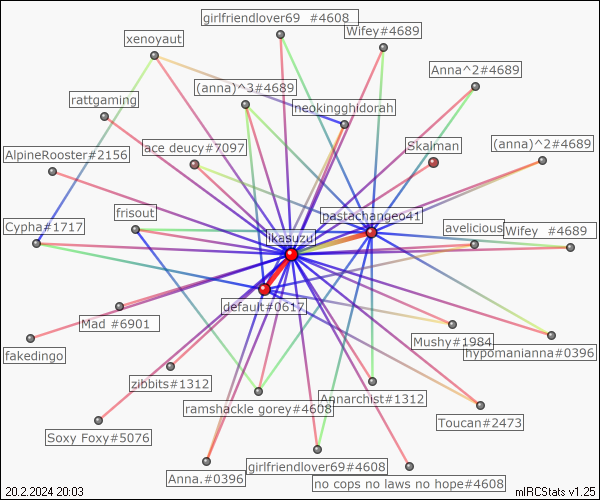 girlfriendlover69 #4608
Wifey#4689
xenoyaut
Anna^2#4689
(anna)^3#4689
rattgaming
neokingghidorah
ace deucy#7097
Skalman
(anna)^2#4689
AlpineRooster#2156
frisout
pastachangeo41
Cypha#1717
ikasuzu
avelicious
Wifey #4689
default#0617
Mad #6901
Mushy#1984
hypomanianna#0396
fakedingo
zibbits#1312
Annarchist#1312
ramshackle gorey#4608
Toucan#2473
Soxy Foxy#5076
Anna.#0396
girlfriendlover69#4608
no cops no laws no hope#4608
20.2.2024 20:03
mIRCStats v1.25